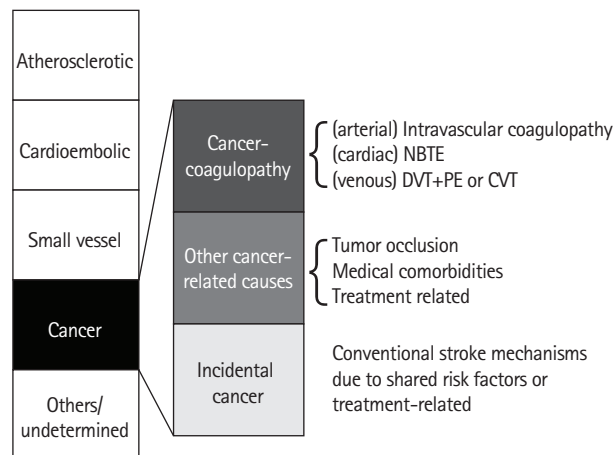 Atherosclerotic
Cardioembolic
Small vessel
Cancer
Others/
undetermined
Cancer-
coagulopathy
(arterial) Intravascular coagulopathy
(cardiac) NBTE
(venous) DVT+PE or CVT
Other cancer-
related causes
Tumor occlusion
Medical comorbidities
Treatment related
Incidental
cancer
Conventional stroke mechanisms
due to shared risk factors or
treatment-related